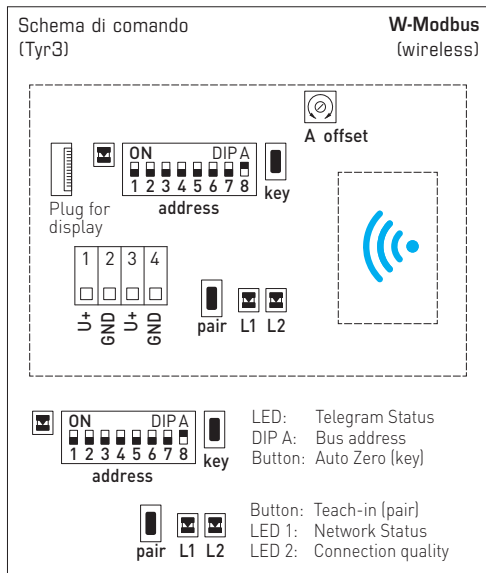 Schema di comando W-Modbus
(Tyr3) (wireless)
A offset
ON DIP A
1 2 3 4 5 6 7 8
address
key
Plug for
display
1 2 3 4
U+ GND U+ GND
pair L1 L2
ON DIP A
1 2 3 4 5 6 7 8
address
key
LED: Telegram Status
DIP A: Bus address
Button: Auto Zero (key)
pair L1 L2
Button: Teach-in (pair)
LED 1: Network Status
LED 2: Connection quality